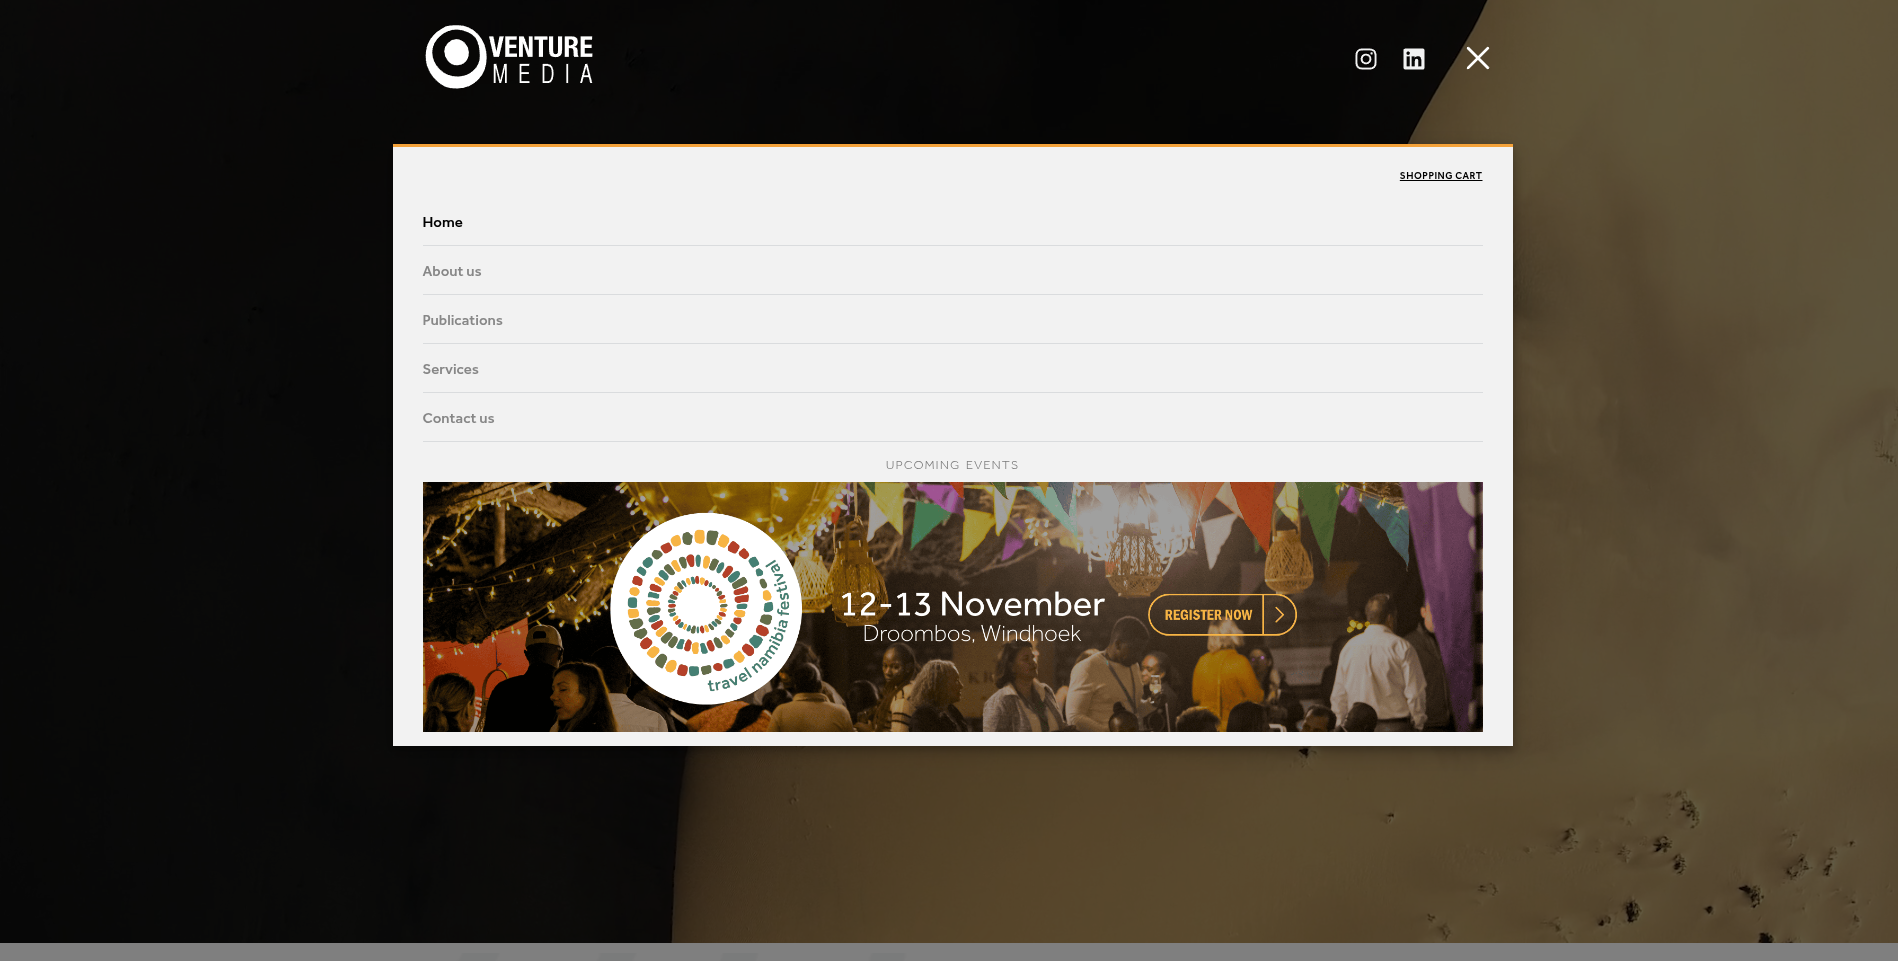 VENTURE
MEDIA
SHOPPING CART
Home
About us
Publications
Services
Contact us
UPCOMING EVENTS
travel namibia festival
12-13 November
Droombos, Windhoek
REGISTER NOW